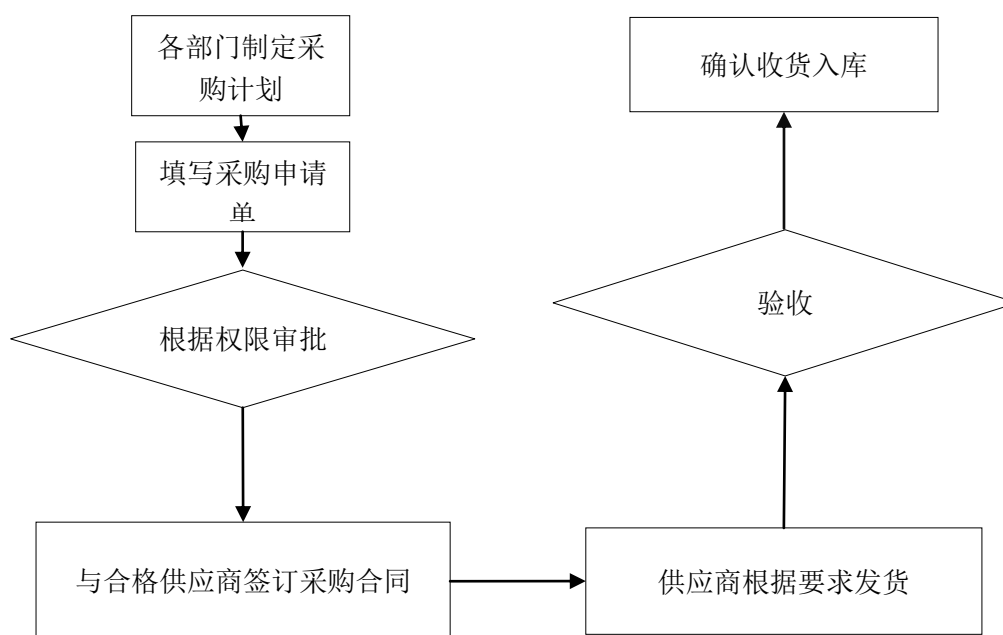 各部门制定采
购计划
填写采购申请
单
根据权限审批
与合格供应商签订采购合同
供应商根据要求发货
验收
确认收货入库